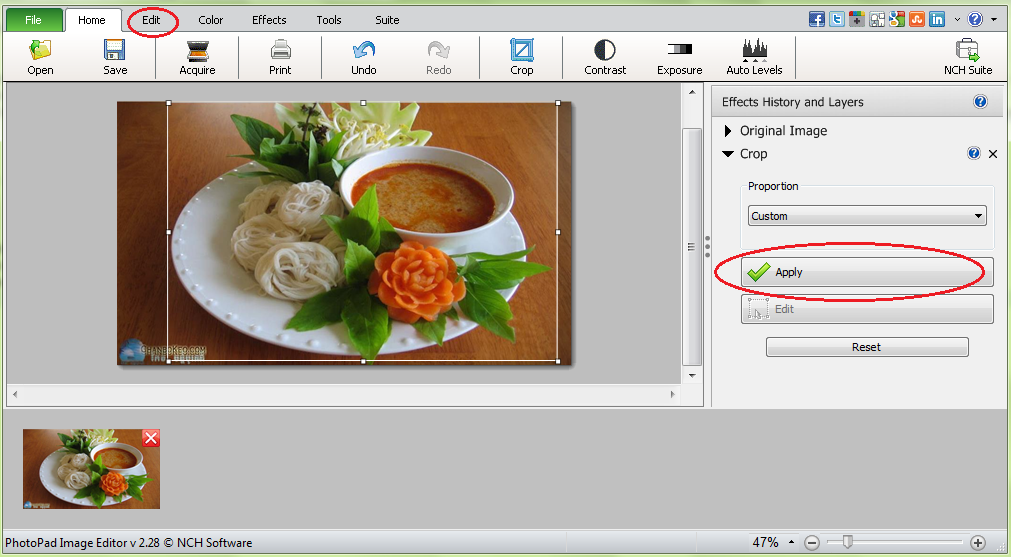 File Home Edit Color Effects Tools Suite
Open Save Acquire Print Undo Redo Crop Contrast Exposure Auto Levels NCH Suite
Effects History and Layers
Original Image
Crop
Proportion
Custom
Apply
Edit
Reset
PhotoPad Image Editor v 2.28 © NCH Software
47%